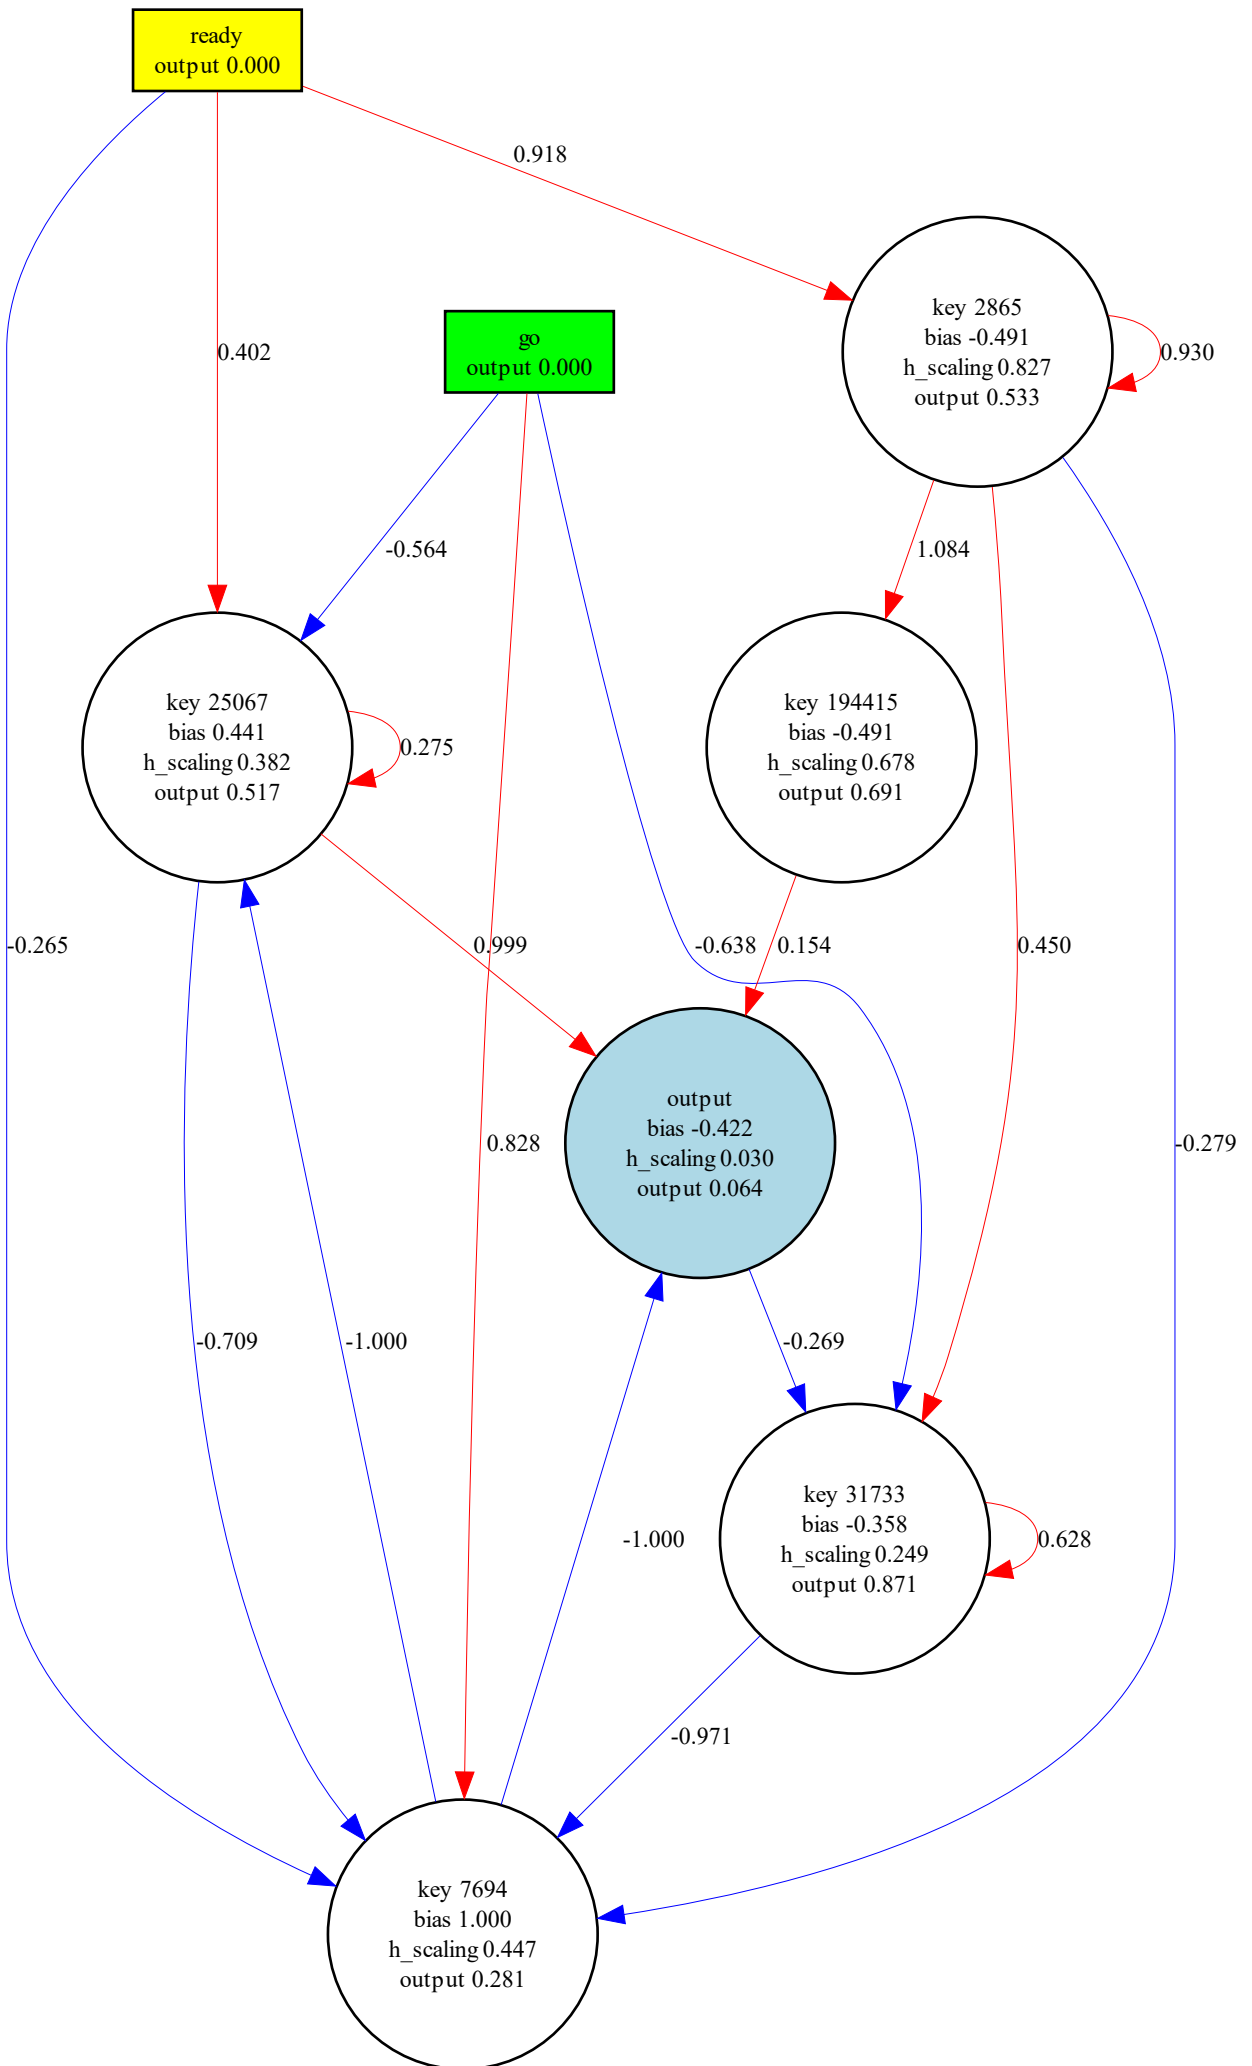 ready
output 0.000
0.918
go
output 0.000
key 2865
bias -0.491
h_scaling 0.827
output 0.533
0.930
0.402
-0.564
1.084
key 25067
bias 0.441
h_scaling 0.382
output 0.517
0.275
key 194415
bias -0.491
h_scaling 0.678
output 0.691
-0.265
0.999
-0.638
0.154
0.450
output
bias -0.422
h_scaling 0.030
output 0.064
0.828
-0.279
-0.709
-1.000
-0.269
key 31733
bias -0.358
h_scaling 0.249
output 0.871
-1.000
0.628
-0.971
key 7694
bias 1.000
h_scaling 0.447
output 0.281